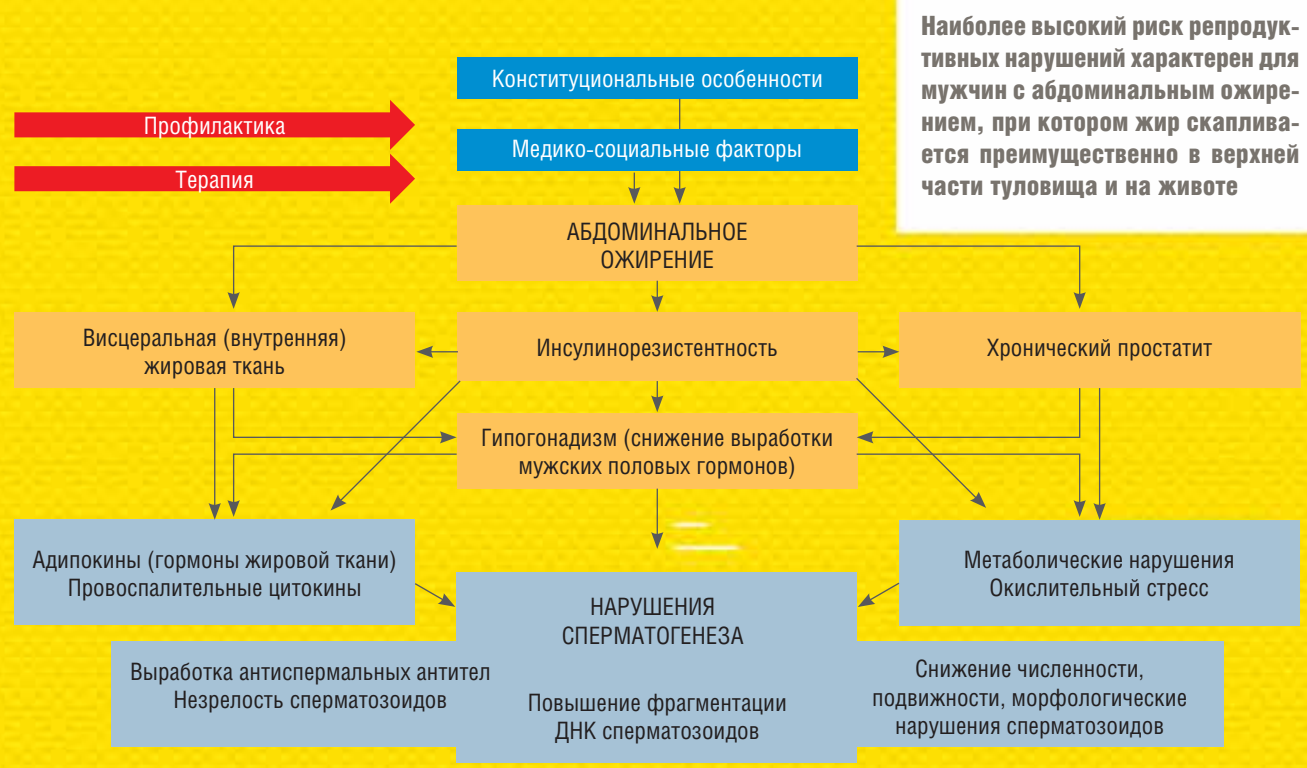 Наиболее высокий риск репродук-
тивных нарушений характерен для
мужчин с абдоминальным ожире-
нием, при котором жир скаплива-
ется преимущественно в верхней
части туловища и на животе
Конституциональные особенности
Профилактика
Медико-социальные факторы
Терапия
АБДОМИНАЛЬНОЕ
ОЖИРЕНИЕ
Висцеральная (внутренняя)
жировая ткань
Инсулинорезистентность
Хронический простатит
Гипогонадизм (снижение выработки
мужских половых гормонов)
Адипокины (гормоны жировой ткани)
Провоспалительные цитокины
Метаболические нарушения
Окислительный стресс
НАРУШЕНИЯ
СПЕРМАТОГЕНЕЗА
Выработка антиспермальных антител
Незрелость сперматозоидов
Повышение фрагментации
ДНК сперматозоидов
Снижение численности,
подвижности, морфологические
нарушения сперматозоидов